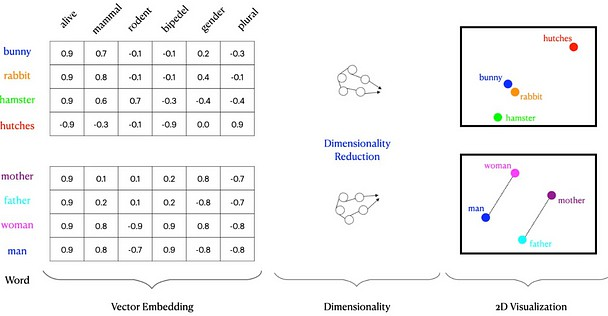 alive mammal rodent bipedel gender plural
bunny 0.9 0.7 -0.1 -0.1 0.2 -0.3
rabbit 0.9 0.8 -0.1 -0.1 0.4 -0.1
hamster 0.9 0.6 0.7 -0.3 -0.4 -0.4
hutches -0.9 -0.3 -0.1 -0.9 0.0 0.9
hutches
bunny
rabbit
hamster
Dimensionality
Reduction
mother 0.9 0.1 0.1 0.2 0.8 -0.7
father 0.9 0.2 0.1 0.2 -0.8 -0.7
woman 0.9 0.8 -0.9 0.9 0.8 -0.8
man 0.9 0.8 -0.7 0.9 -0.8 -0.8
woman
mother
man
father
Word
Vector Embedding
Dimensionality
2D Visualization